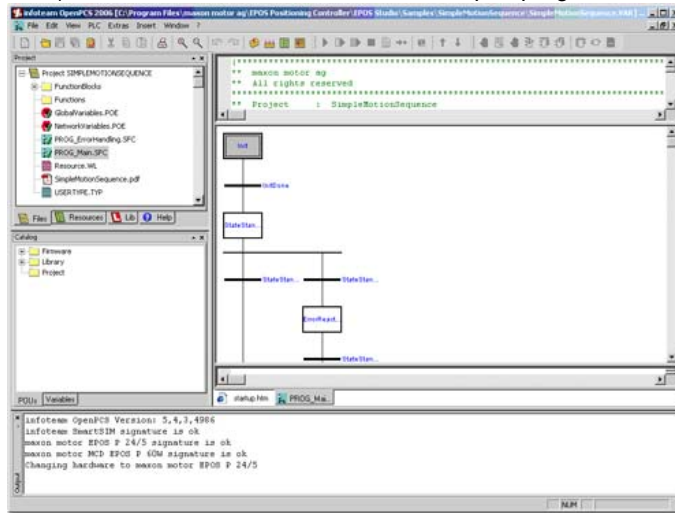 infoteam OpenPCS 2006 [C:\Program Files\maxon motor ag\EPOS Positioning Controller\EPOS Studio\Samples\SimpleMotionSequence\SimpleMotionSequence.VAR]
File Edit View PLC Extras Insert Window ?
Project
Project SIMPLEMOTIONSEQUENCE
FunctionBlocks
Functions
GlobalVariables.POE
NetworkVariables.POE
PROG_ErrorHandling.SFC
PROG_Main.SFC
Resource.WL
SimpleMotionSequence.pdf
USERTYPE.TYP
Files Resources Lib Help
Catalog
Firmware
Library
Project
POUs Variables
** maxon motor ag
** All rights reserved
** Project : SimpleMotionSequence
Init
InitDone
StateStan...
StateStan... StateStan...
ErrorReact...
StateStan...
startup.htm PROG_Mai...
infoteam OpenPCS Version: 5,4,3,4986
infoteam SmartSIM signature is ok
maxon motor EPOS P 24/5 signature is ok
maxon motor MCD EPOS P 60W signature is ok
Changing hardware to maxon motor EPOS P 24/5
Output
NUM